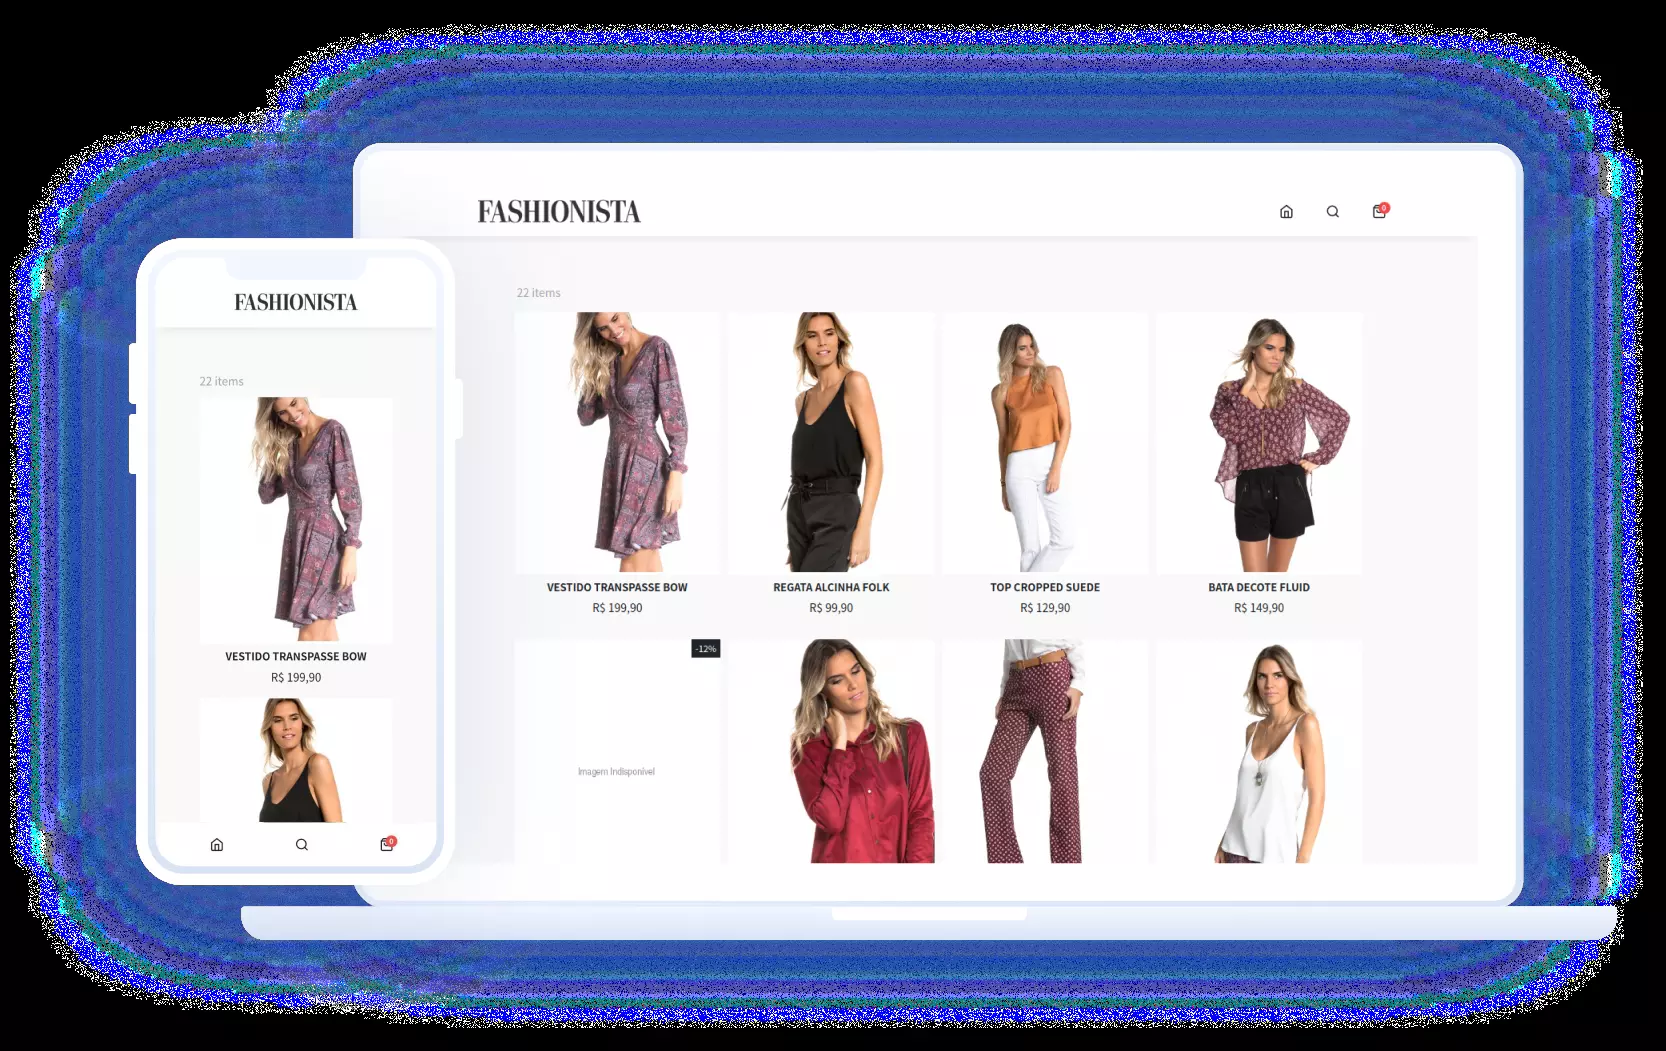 FASHIONISTA
0
22 items
VESTIDO TRANSPASSE BOW
R$ 199,90
REGATA ALCINHA FOLK
R$ 99,90
TOP CROPPED SUEDE
R$ 129,90
BATA DECOTE FLUID
R$ 149,90
-12%
Imagem Indisponível
FASHIONISTA
22 items
VESTIDO TRANSPASSE BOW
R$ 199,90
0